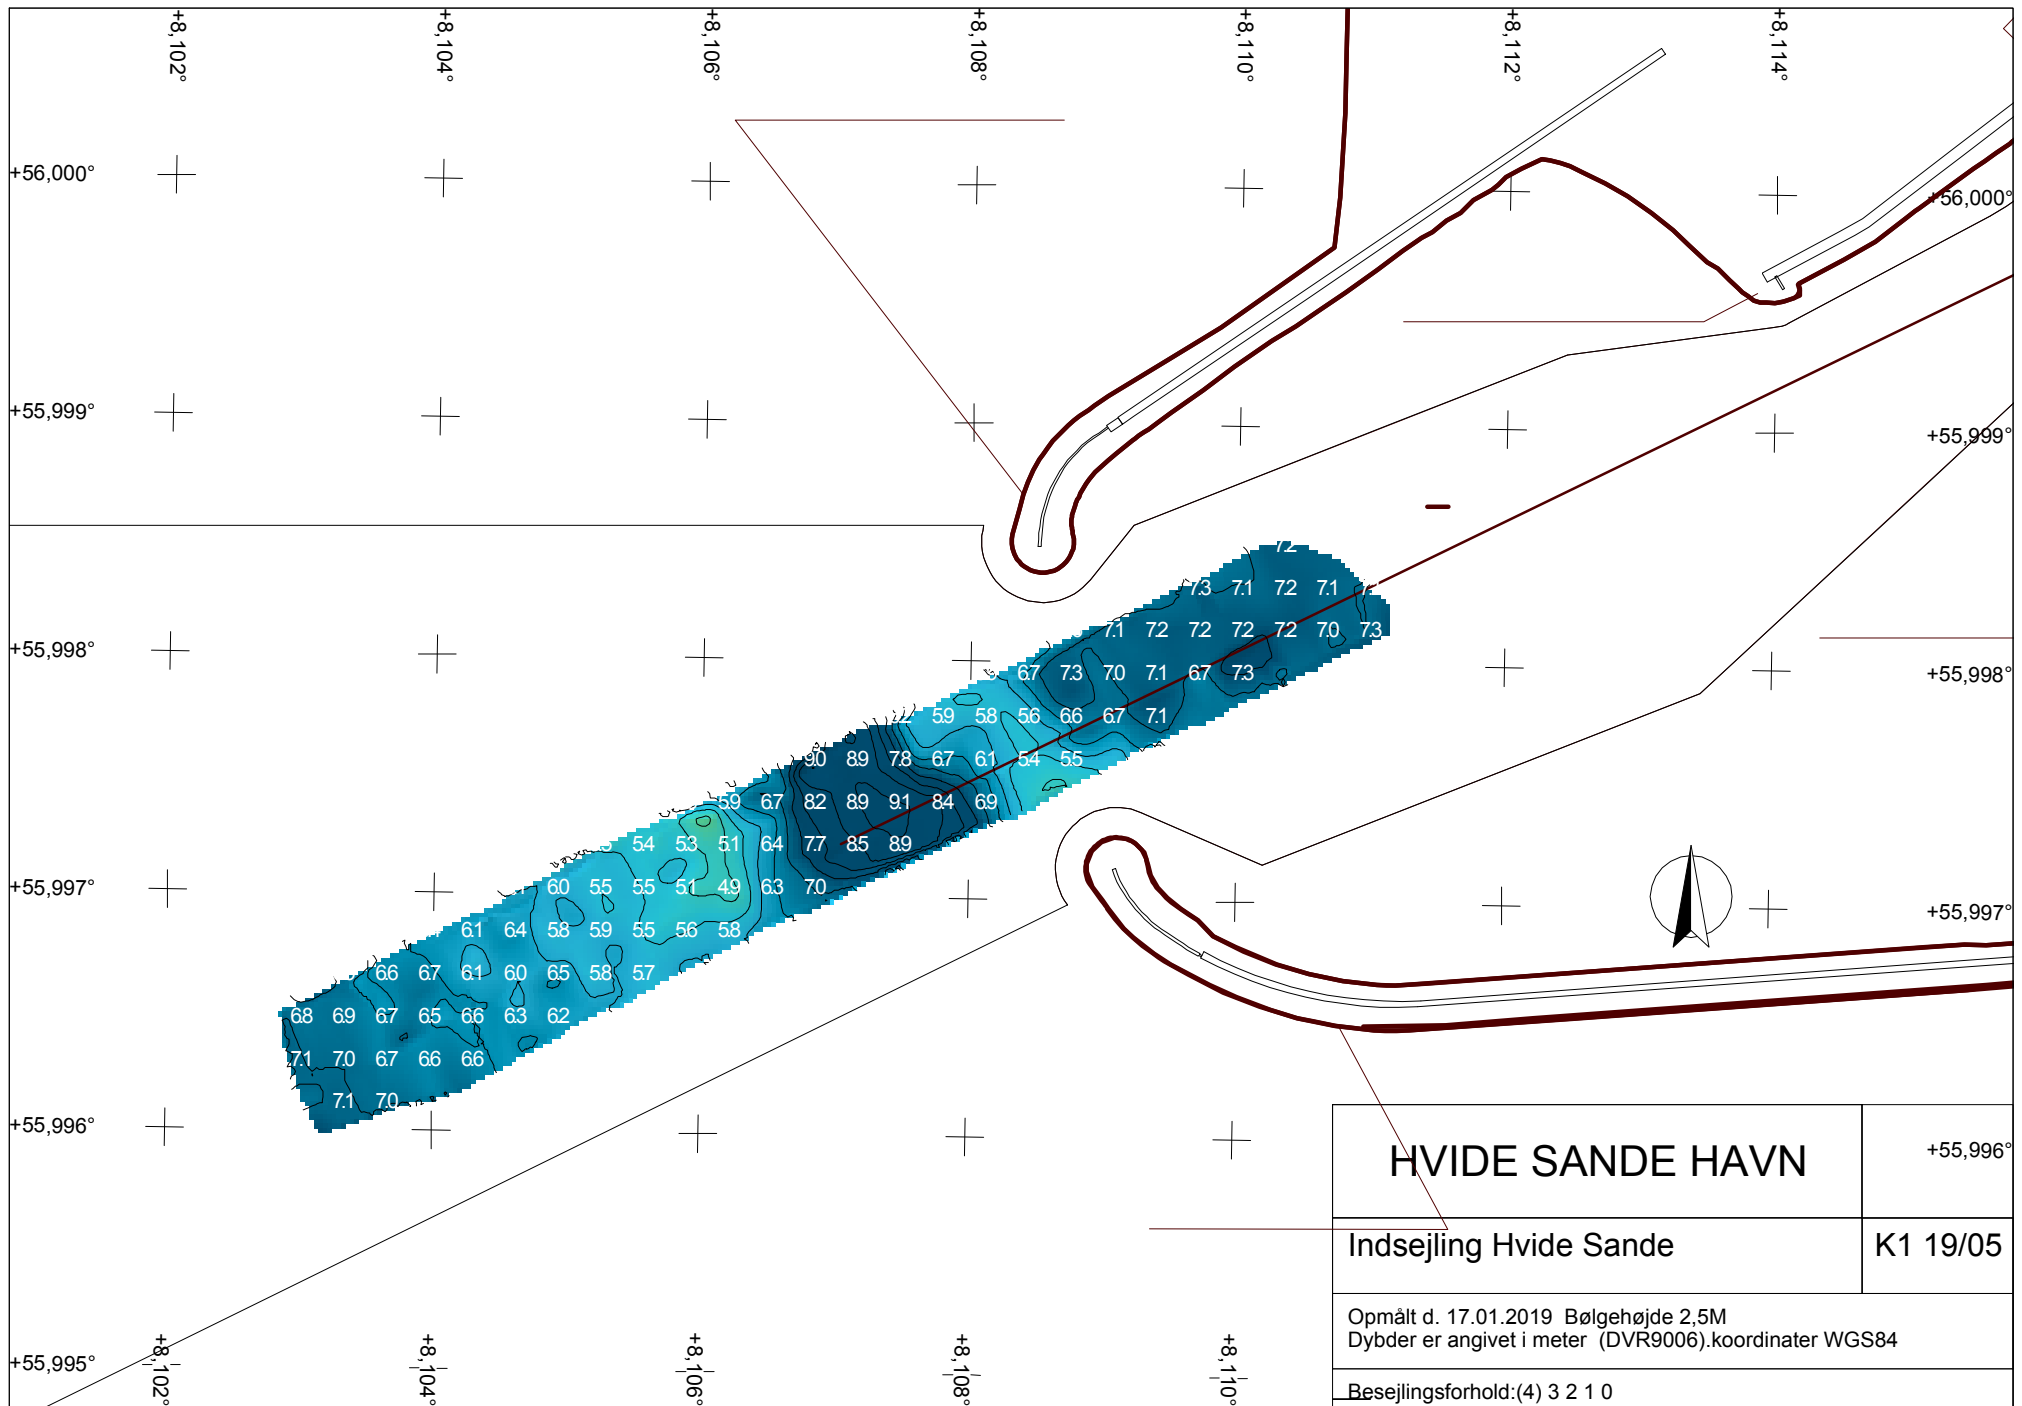 +8,102° +8,104° +8,106° +8,108° +8,110° +8,112° +8,114°
+56,000° +56,000°
+55,999° +55,999°
7.2
7.3 7.1 7.2 7.1
7.1 7.2 7.2 7.2 7.2 7.0 7.3
+55,998° +55,998°
6.7 7.3 7.0 7.1 6.7 7.3
5.9 5.8 5.6 6.6 6.7 7.1
9.0 8.9 7.8 6.7 6.1 5.4 5.5
5.9 6.7 8.2 8.9 9.1 8.4 6.9
5.4 5.3 5.1 6.4 7.7 8.5 8.9
+55,997° 6.0 5.5 5.5 5.1 4.9 6.3 7.0 +55,997°
6.1 6.4 5.8 5.9 5.5 5.6 5.8
6.6 6.7 6.1 6.0 6.5 5.8 5.7
6.8 6.9 6.7 6.5 6.6 6.3 6.2
7.1 7.0 6.7 6.6 6.6
7.1 7.0
+55,996° +55,996°
HVIDE SANDE HAVN
Indsejling Hvide Sande K1 19/05
Opmålt d. 17.01.2019 Bølgehøjde 2,5M
Dybder er angivet i meter (DVR9006).koordinater WGS84
Besejlingsforhold:(4) 3 2 1 0
+55,995°
+8,102° +8,104° +8,106° +8,108° +8,110°